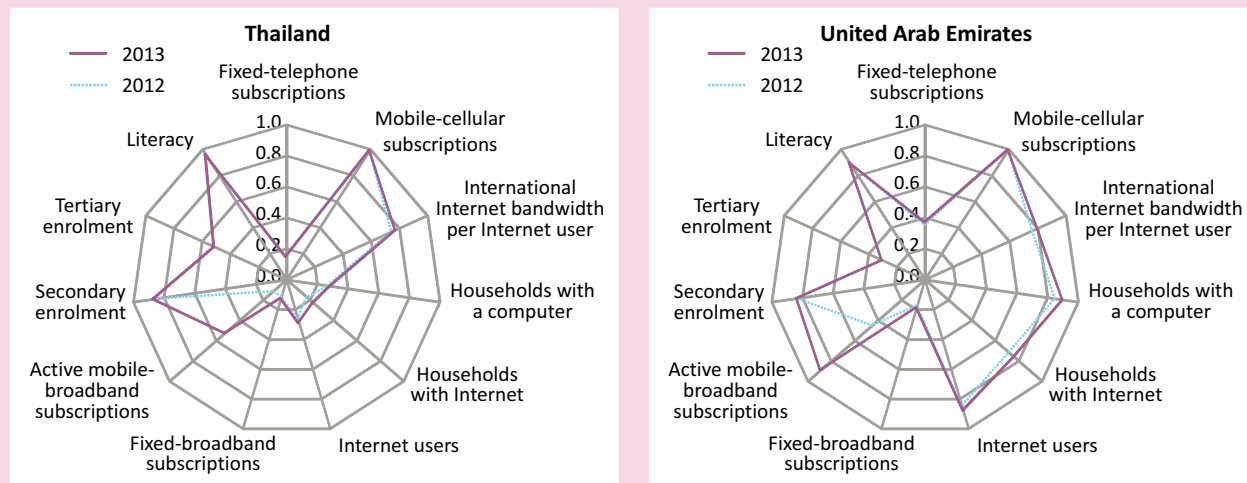 Thailand
2013
2012
Fixed-telephone
subscriptions
Mobile-cellular
subscriptions
International
Internet bandwidth
per Internet user
Households with
a computer
Households
with Internet
Internet users
Fixed-broadband
subscriptions
Active mobile-
broadband
subscriptions
Secondary
enrolment
Tertiary
enrolment
Literacy
1.0
0.8
0.6
0.4
0.2
0.0
United Arab Emirates
2013
2012
Fixed-telephone
subscriptions
Mobile-cellular
subscriptions
International
Internet bandwidth
per Internet user
Households with
a computer
Households
with Internet
Internet users
Fixed-broadband
subscriptions
Active mobile-
broadband
subscriptions
Secondary
enrolment
Tertiary
enrolment
Literacy
1.0
0.8
0.6
0.4
0.2
0.0